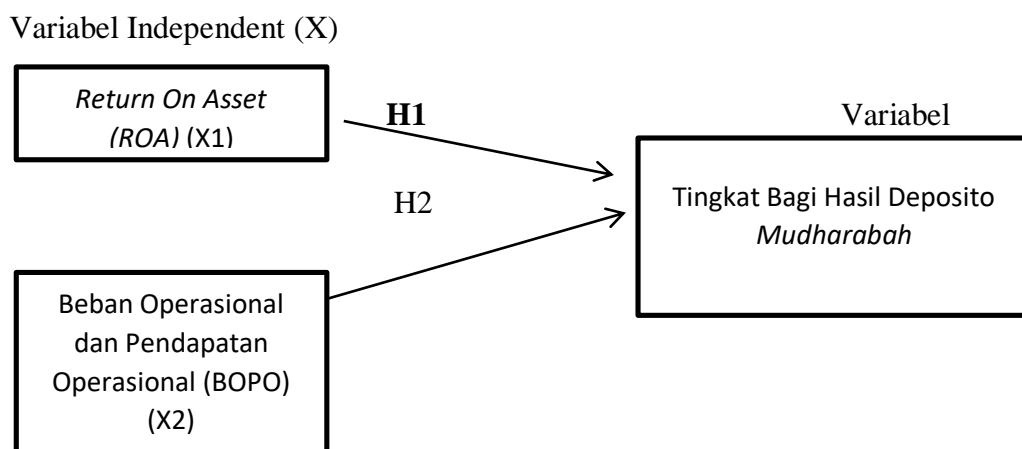 Variabel Independent (X)
Return On Asset
(ROA) (X1)
H1
Variabel
H2
Tingkat Bagi Hasil Deposito
Mudharabah
Beban Operasional
dan Pendapatan
Operasional (BOPO)
(X2)